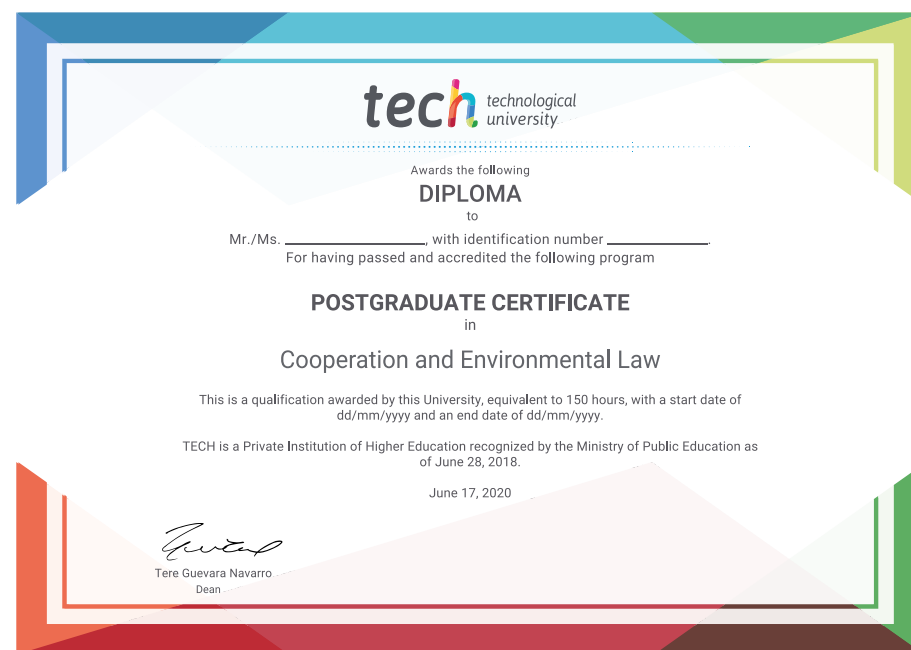 tech technological
university
Awards the following
DIPLOMA
to
Mr./Ms. ____________________, with identification number ______________.
For having passed and accredited the following program
POSTGRADUATE CERTIFICATE
in
Cooperation and Environmental Law
This is a qualification awarded by this University, equivalent to 150 hours, with a start date of
dd/mm/yyyy and an end date of dd/mm/yyyy.
TECH is a Private Institution of Higher Education recognized by the Ministry of Public Education as
of June 28, 2018.
June 17, 2020
Tere Guevara Navarro
Dean